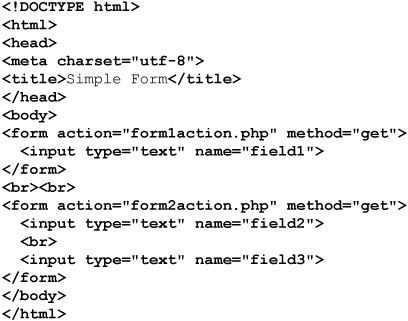 <!DOCTYPE html>
<html>
<head>
<meta charset="utf-8">
<title>Simple Form</title>
</head>
<body>
<form action="form1action.php" method="get">
  <input type="text" name="field1">
</form>
<br><br>
<form action="form2action.php" method="get">
  <input type="text" name="field2">
  <br>
  <input type="text" name="field3">
</form>
</body>
</html>